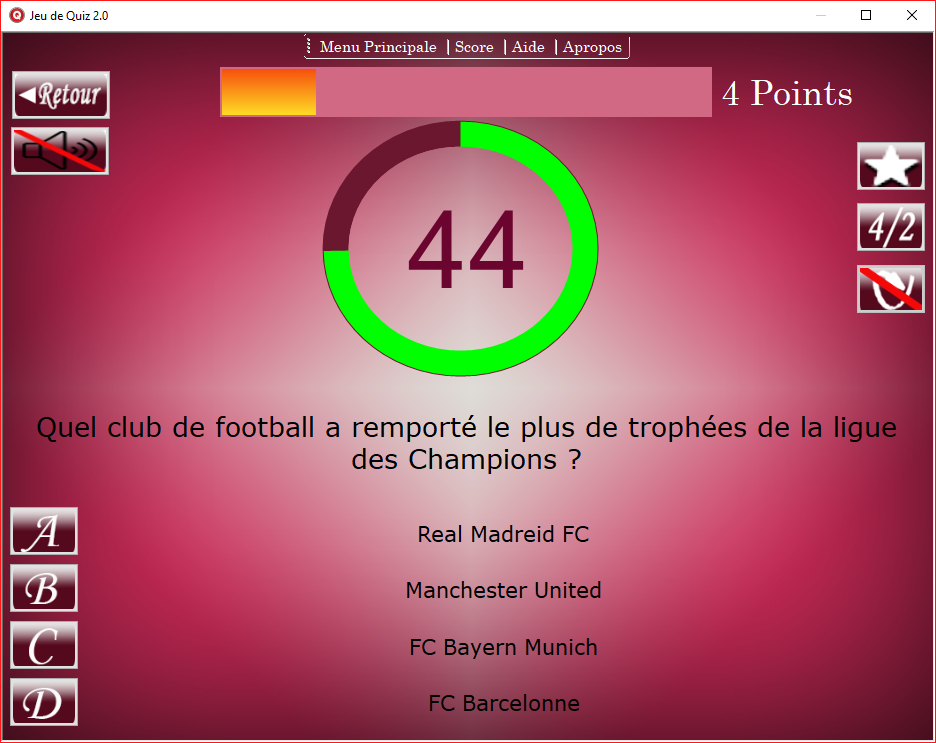 Jeu de Quiz 2.0
Menu Principale Score Aide Apropos
Retour
4 Points
4/2
44
Quel club de football a remporté le plus de trophées de la ligue
des Champions ?
A Real Madreid FC
B Manchester United
C FC Bayern Munich
D FC Barcelonne